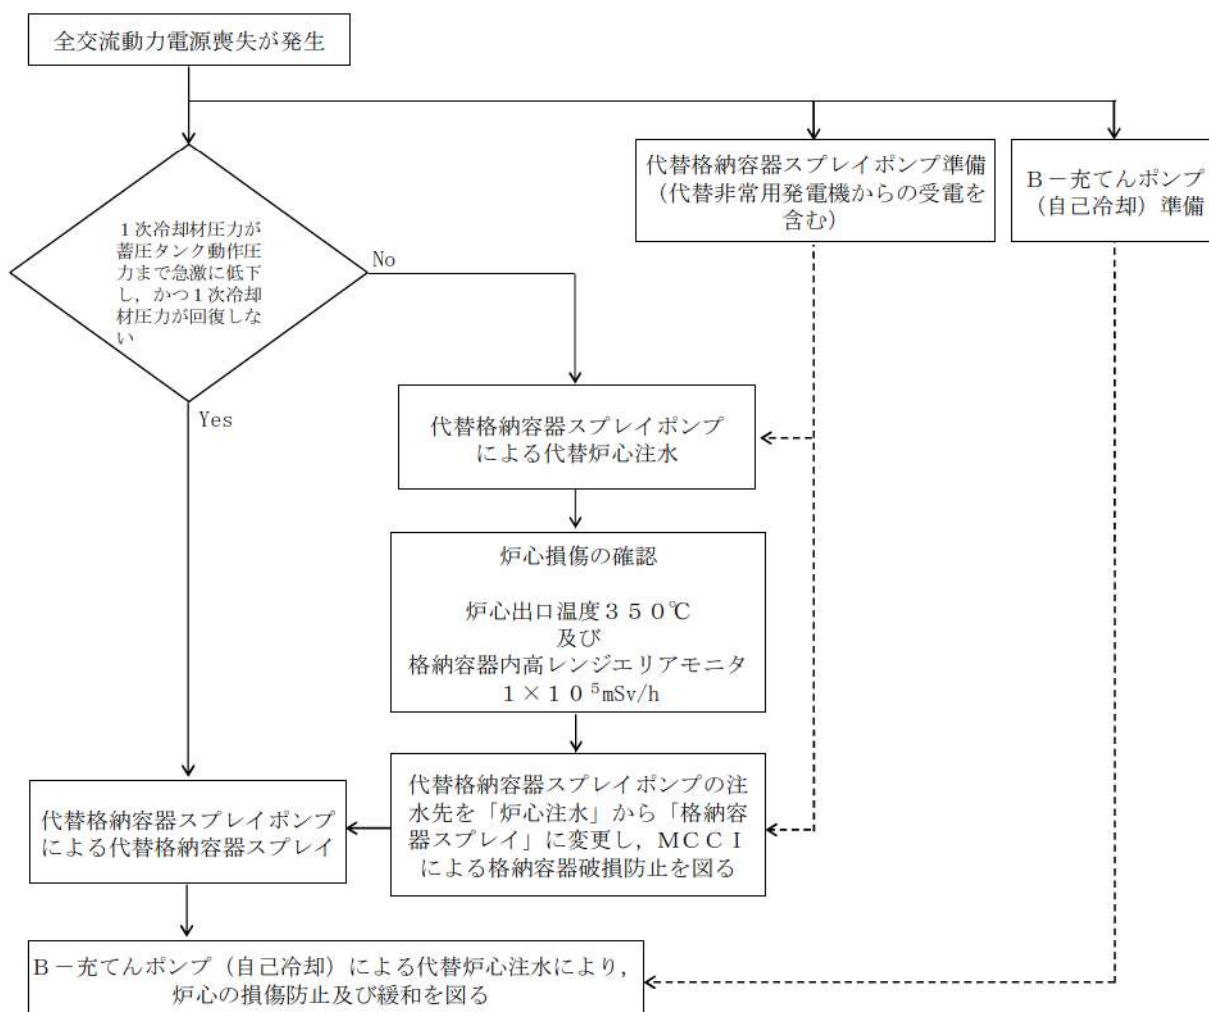 全交流動力電源喪失が発生
代替格納容器スプレイポンプ準備
（代替非常用発電機からの受電を
含む）
Ｂ－充てんポンプ
（自己冷却）準備
１次冷却材圧力が
蓄圧タンク動作圧
力まで急激に低下
し，かつ１次冷却
材圧力が回復しな
い
No
Yes
代替格納容器スプレイポンプ
による代替炉心注水
炉心損傷の確認
炉心出口温度３５０℃
及び
格納容器内高レンジエリアモニタ
１×１０⁵mSv/h
代替格納容器スプレイポンプの注
水先を「炉心注水」から「格納容
器スプレイ」に変更し，ＭＣＣＩ
による格納容器破損防止を図る
代替格納容器スプレイポンプ
による代替格納容器スプレイ
Ｂ－充てんポンプ（自己冷却）による代替炉心注水により，
炉心の損傷防止及び緩和を図る